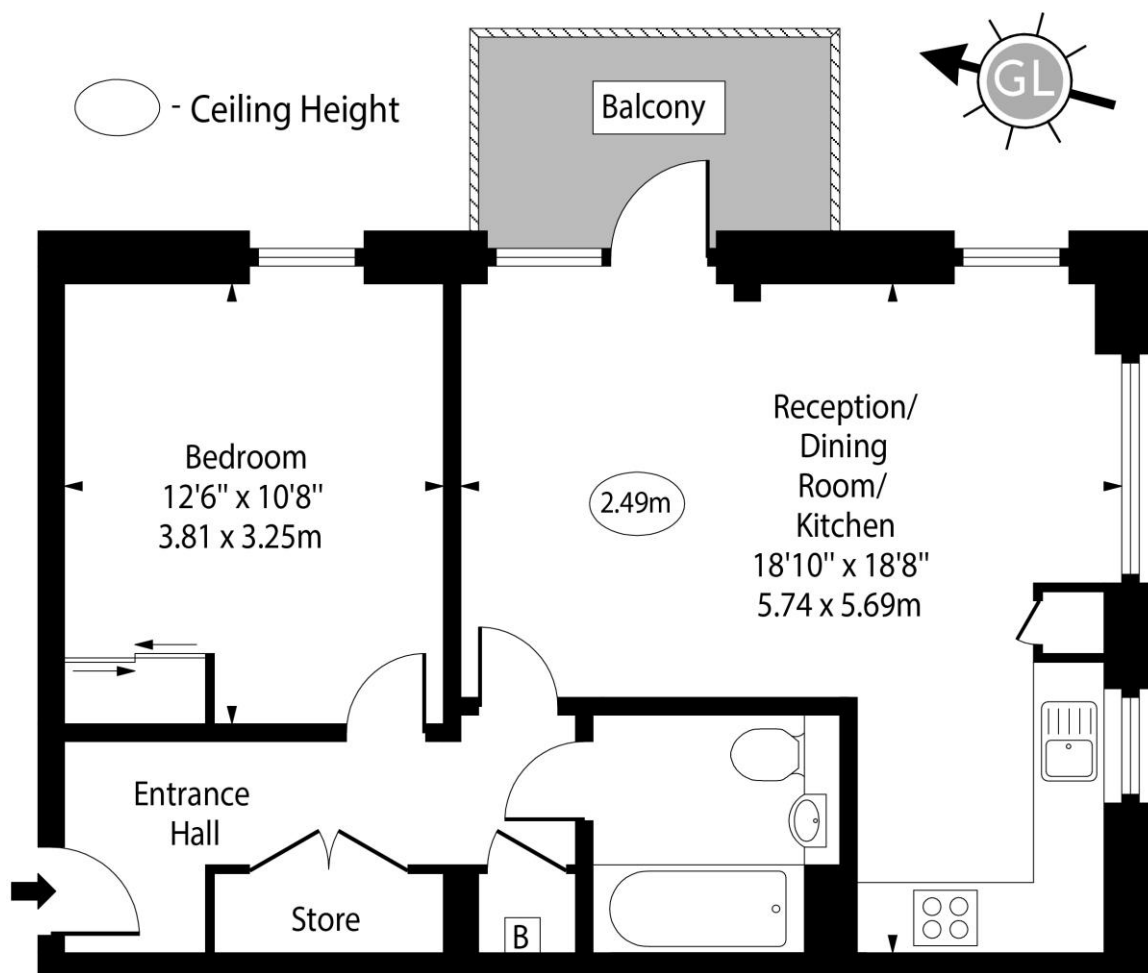 - Ceiling Height
Balcony
GL
Bedroom
12'6" x 10'8"
3.81 x 3.25m
2.49m
Reception/
Dining
Room/
Kitchen
18'10" x 18'8"
5.74 x 5.69m
Entrance
Hall
Store
B